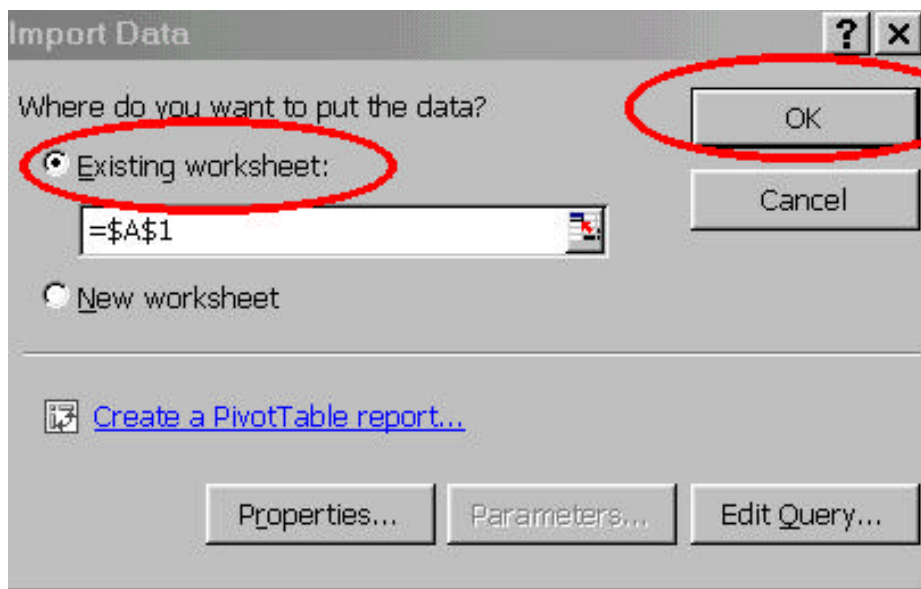 Import Data
?
Where do you want to put the data?
OK
Existing worksheet:
Cancel
=$A$1
New worksheet
Create a PivotTable report...
Properties...
Parameters...
Edit Query...